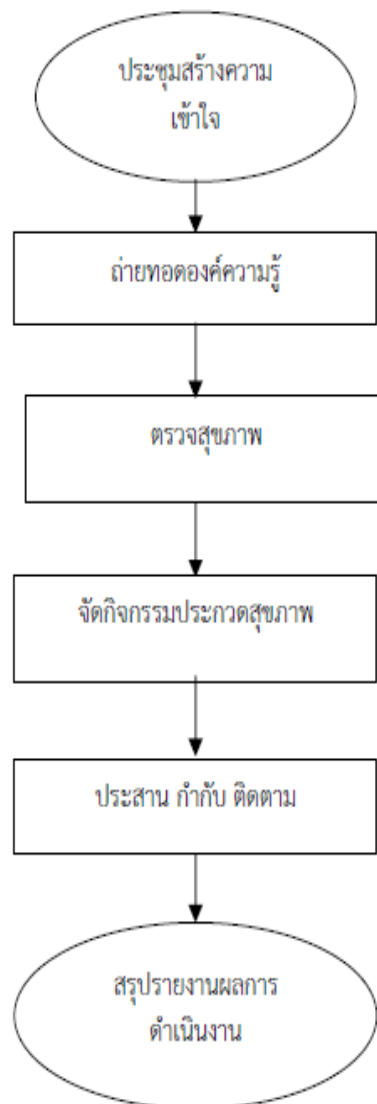 ประชุมสร้างความ
เข้าใจ
ถ่ายทอดองค์ความรู้
ตรวจสุขภาพ
จัดกิจกรรมประกวดสุขภาพ
ประสาน กำกับ ติดตาม
สรุปรายงานผลการ
ดำเนินงาน